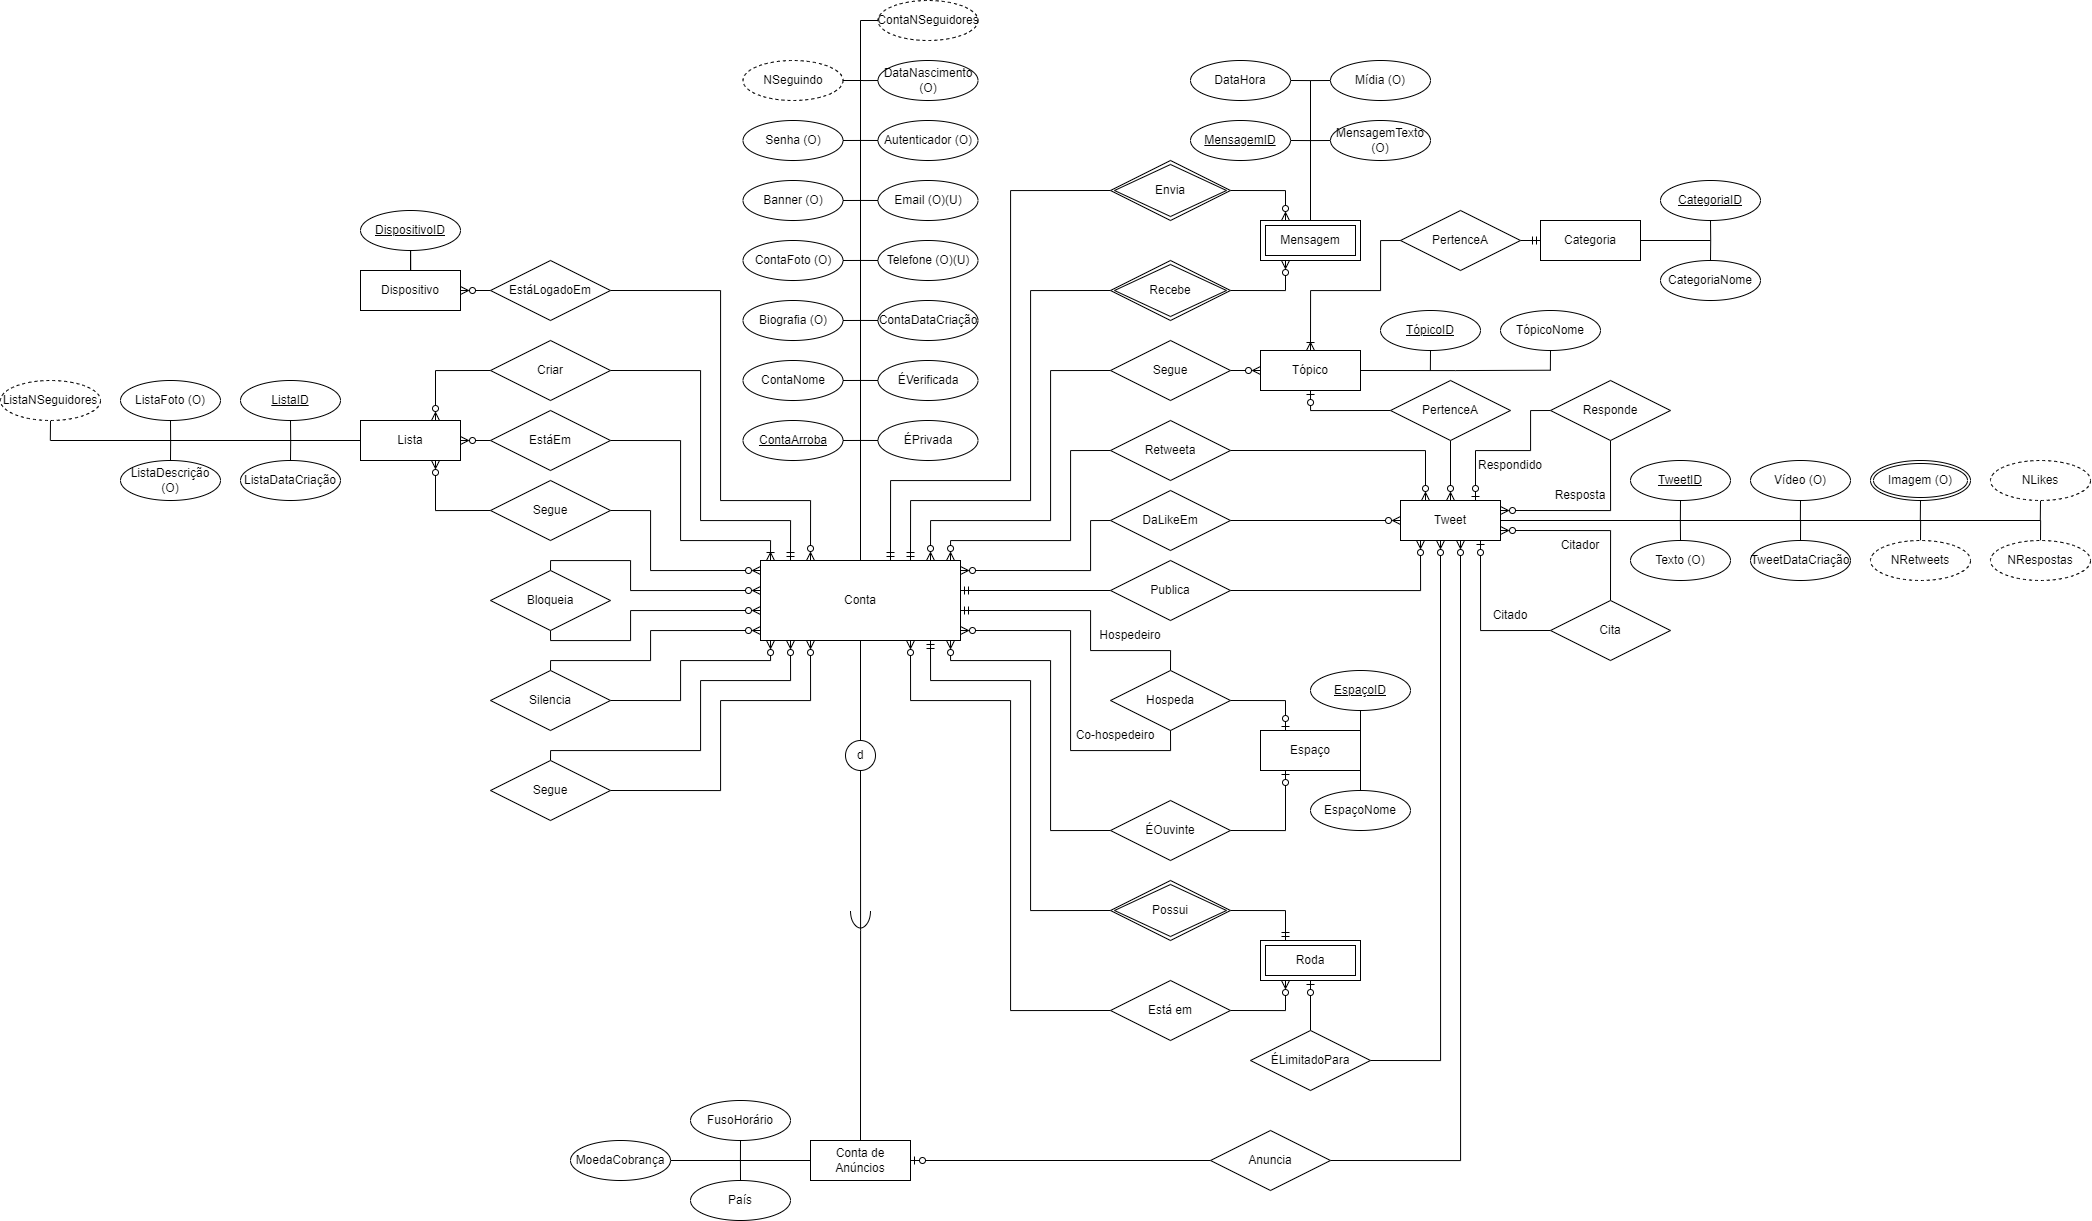 ContaNSeguidores
NSeguindo
DataNascimento
(O)
DataHora
Mídia (O)
Senha (O)
Autenticador (O)
MensagemID
MensagemTexto
(O)
Envia
Banner (O)
Email (O)(U)
CategoriaID
DispositivoID
Mensagem
PertenceA
Categoria
ContaFoto (O)
Telefone (O)(U)
Dispositivo
EstáLogadoEm
Recebe
CategoriaNome
Biografia (O)
ContaDataCriação
TópicoID
TópicoNome
Criar
Segue
Tópico
ContaNome
ÉVerificada
ListaNSeguidores
ListaFoto (O)
ListaID
PertenceA
Responde
Lista
EstáEm
ContaArroba
ÉPrivada
Retweeta
Respondido
ListaDescrição
(O)
ListaDataCriação
TweetID
Vídeo (O)
Imagem (O)
NLikes
Resposta
Segue
DaLikeEm
Tweet
Citador
Texto (O)
TweetDataCriação
NRetweets
NRespostas
Bloqueia
Conta
Publica
Citado
Cita
Hospedeiro
Silencia
Hospeda
EspaçoID
Co-hospedeiro
Espaço
d
Segue
EspaçoNome
ÉOuvinte
Possui
Roda
Está em
ÉLimitadoPara
FusoHorário
MoedaCobrança
Conta de
Anúncios
Anuncia
País